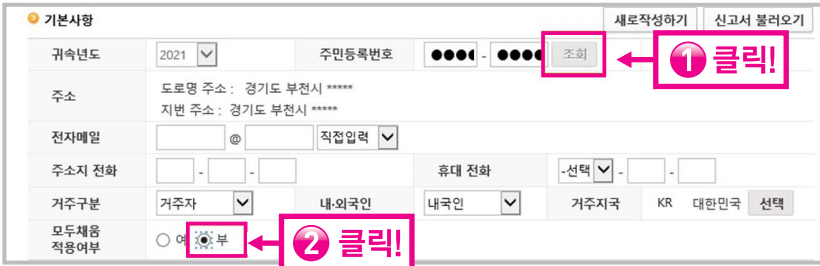 기본사항 새로작성하기 신고서 불러오기
귀속년도 2021 주민등록번호 ●●●● - ●●●● 조회 1 클릭!
주소 도로명 주소 : 경기도 부천시 *****
지번 주소 : 경기도 부천시 *****
전자메일 @ 직접입력
주소지 전화 - - 휴대 전화 -선택 - -
거주구분 거주자 내·외국인 내국인 거주지국 KR 대한민국 선택
모두채움
적용여부 여 부 2 클릭!